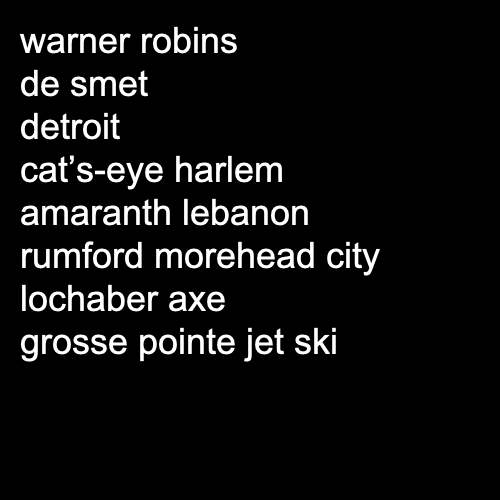 warner robins
de smet
detroit
cat’s-eye harlem
amaranth lebanon
rumford morehead city
lochaber axe
grosse pointe jet ski